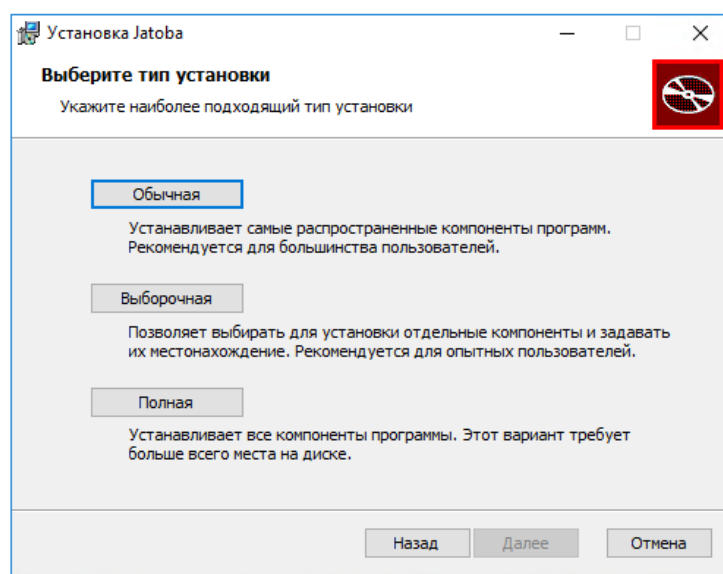 Установка Jatoba
Выберите тип установки
Укажите наиболее подходящий тип установки
Обычная
Устанавливает самые распространенные компоненты программ.
Рекомендуется для большинства пользователей.
Выборочная
Позволяет выбирать для установки отдельные компоненты и задавать
их местонахождение. Рекомендуется для опытных пользователей.
Полная
Устанавливает все компоненты программы. Этот вариант требует
больше всего места на диске.
Назад Далее Отмена